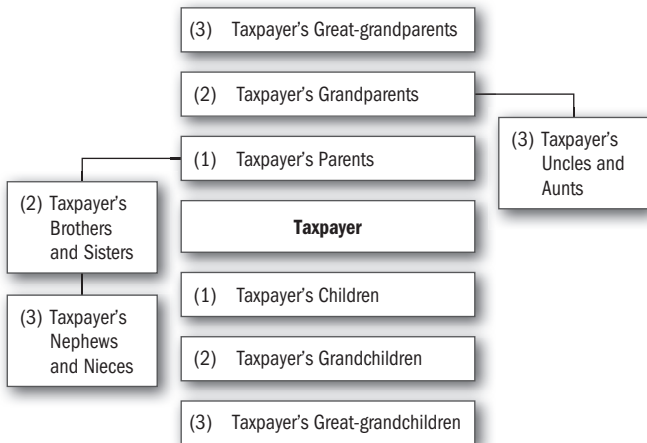 (3) Taxpayer's Great-grandparents
(2) Taxpayer's Grandparents
(3) Taxpayer's
Uncles and
Aunts
(1) Taxpayer's Parents
(2) Taxpayer's
Brothers
and Sisters
Taxpayer
(3) Taxpayer's
Nephews
and Nieces
(1) Taxpayer's Children
(2) Taxpayer's Grandchildren
(3) Taxpayer's Great-grandchildren